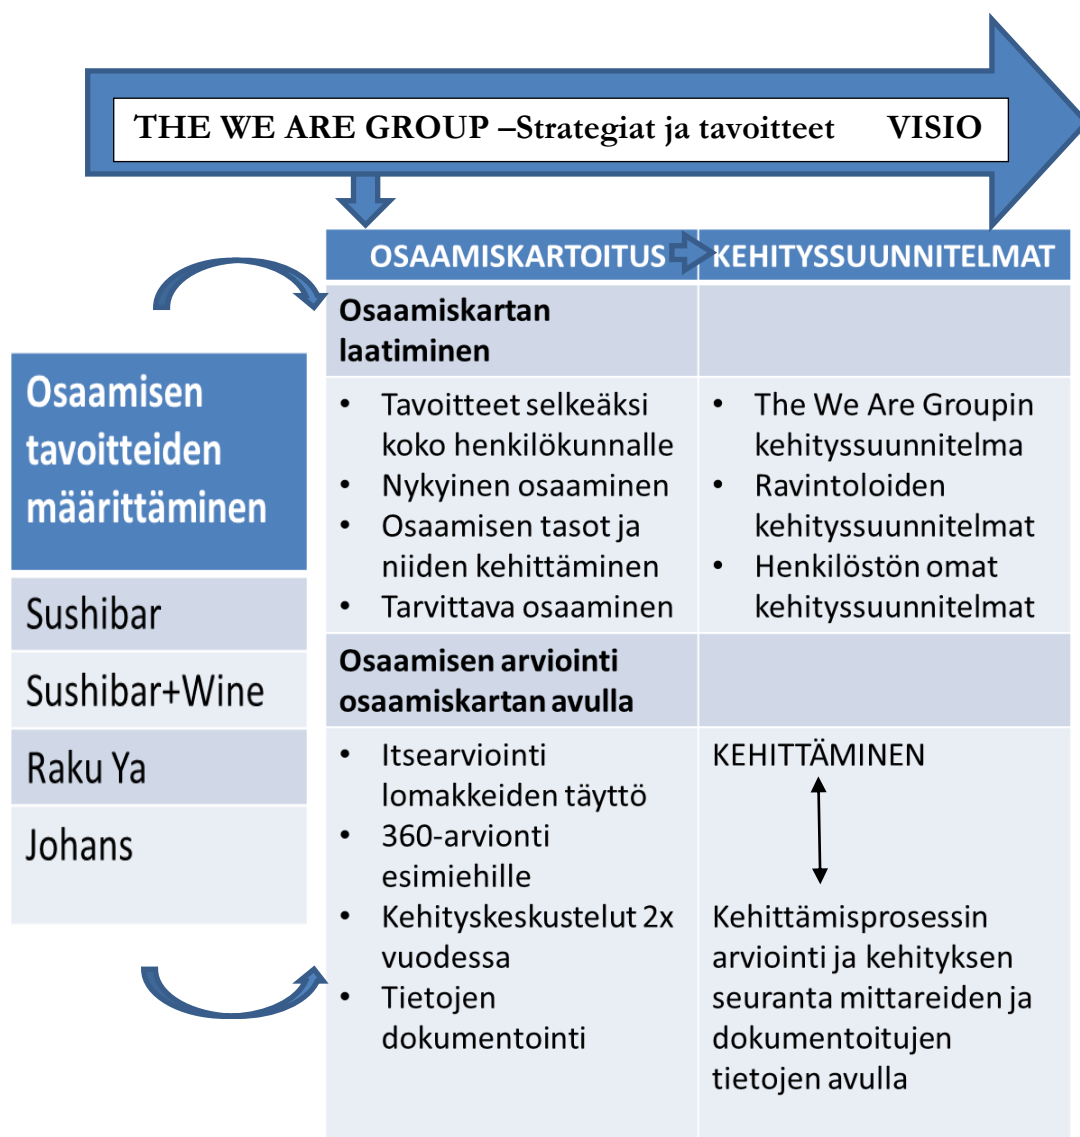 THE WE ARE GROUP –Strategiat ja tavoitteet VISIO
Osaamisen
tavoitteiden
määrittäminen
Sushibar
Sushibar+Wine
Raku Ya
Johans
OSAAMISKARTOITUS
KEHITYSSUUNNITELMAT
Osaamiskartan
laatiminen
• Tavoitteet selkeäksi
koko henkilökunnalle
• Nykyinen osaaminen
• Osaamisen tasot ja
niiden kehittäminen
• Tarvittava osaaminen
• The We Are Groupin
kehityssuunnitelma
• Ravintoloiden
kehityssuunnitelmat
• Henkilöstön omat
kehityssuunnitelmat
Osaamisen arviointi
osaamiskartan avulla
• Itsearviointi
lomakkeiden täyttö
• 360-arvionti
esimiehille
• Kehityskeskustelut 2x
vuodessa
• Tietojen
dokumentointi
KEHITTÄMINEN
Kehittämisprosessin
arviointi ja kehityksen
seuranta mittareiden ja
dokumentoitujen
tietojen avulla